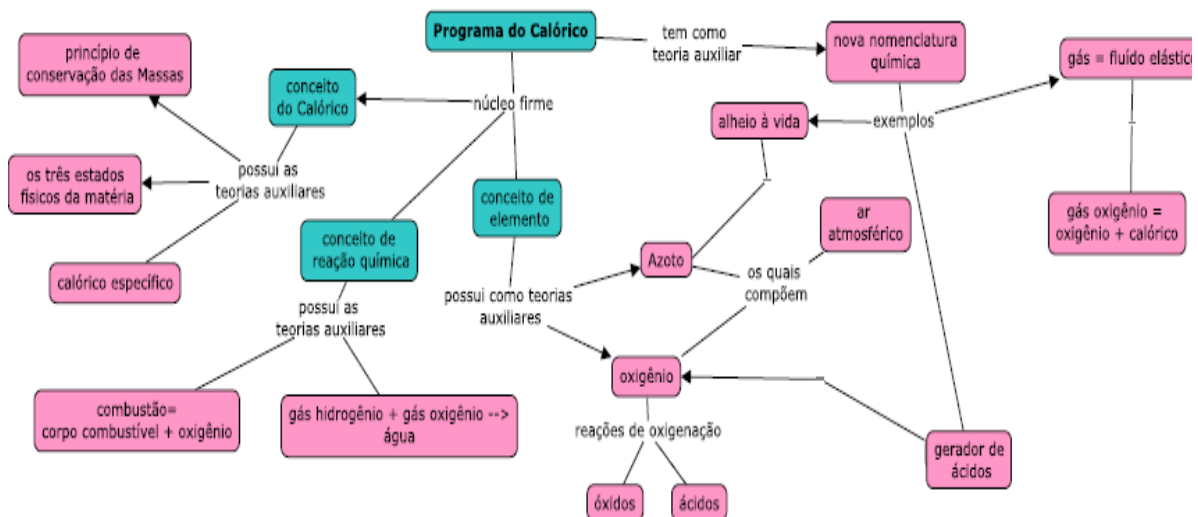 Programa do Calórico
tem como
teoria auxiliar
nova nomenclatura
química
gás = fluído elástico
princípio de
conservação das Massas
conceito
do Calórico
núcleo firme
alheio à vida
exemplos
os três estados
físicos da matéria
possuí as
teorias auxiliares
conceito de
elemento
ar
atmosférico
gás oxigênio =
oxigênio + calórico
conceito de
reação química
Azoto
os quais
compõem
calórico específico
possuí as
teorias auxiliares
possui como teorias
auxiliares
oxigênio
combustão=
corpo combustível + oxigênio
gás hidrogênio + gás oxigênio -->
água
reações de oxigenação
gerador de
ácidos
óxidos
ácidos